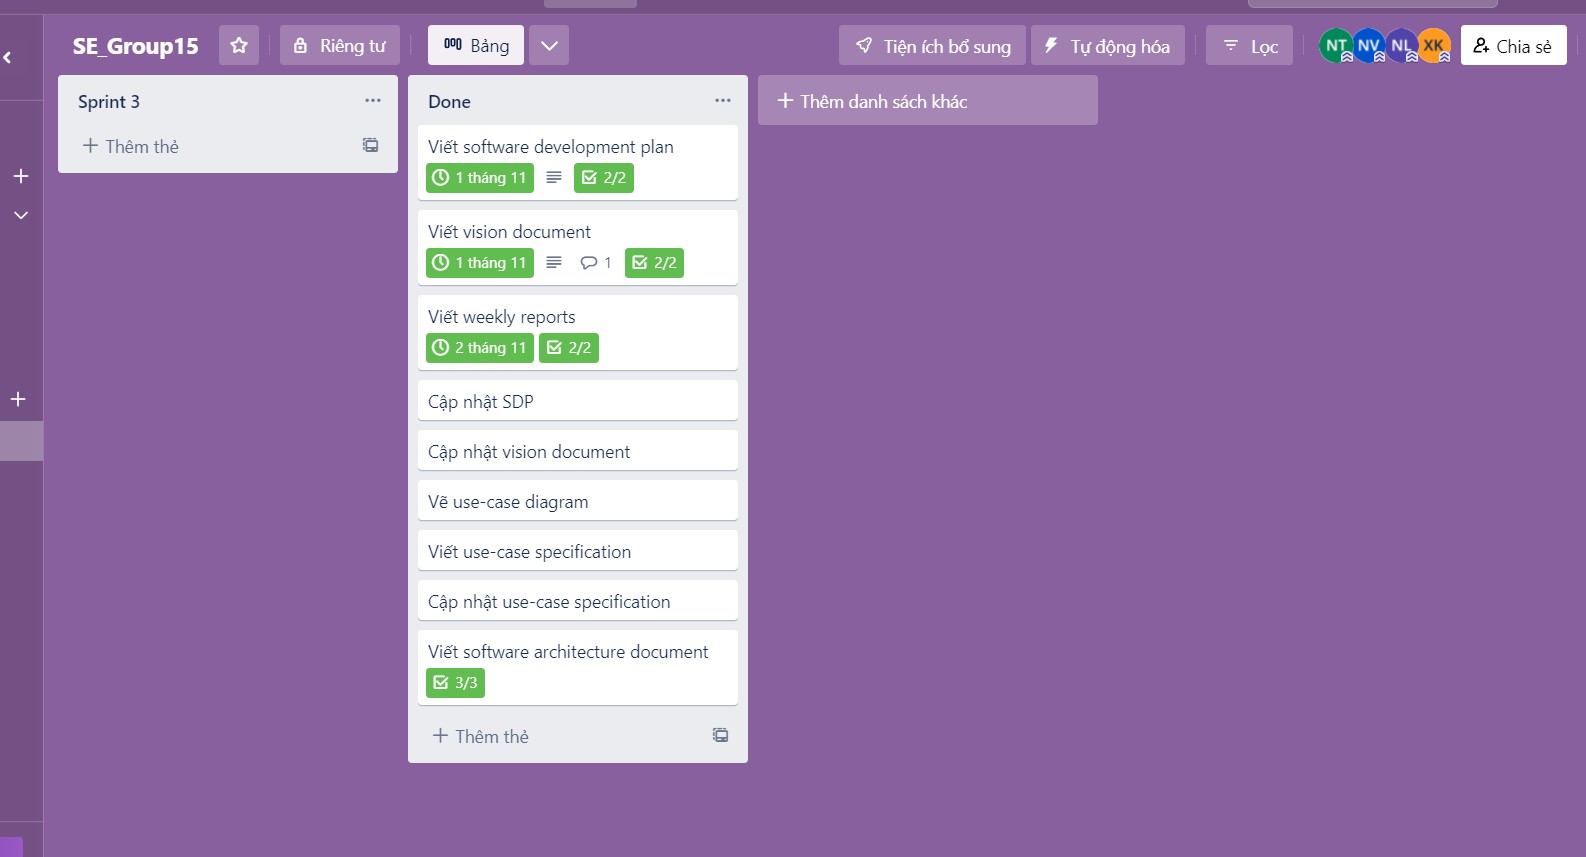 SE_Group15
Riêng tư
Bảng
Tiện ích bổ sung
Tự động hóa
Lọc
NT
NV
NL
XK
Chia sẻ
Sprint 3
Thêm thẻ
Done
Viết software development plan
1 tháng 11
2/2
Viết vision document
1 tháng 11
1
2/2
Viết weekly reports
2 tháng 11
2/2
Cập nhật SDP
Cập nhật vision document
Vẽ use-case diagram
Viết use-case specification
Cập nhật use-case specification
Viết software architecture document
3/3
Thêm thẻ
Thêm danh sách khác